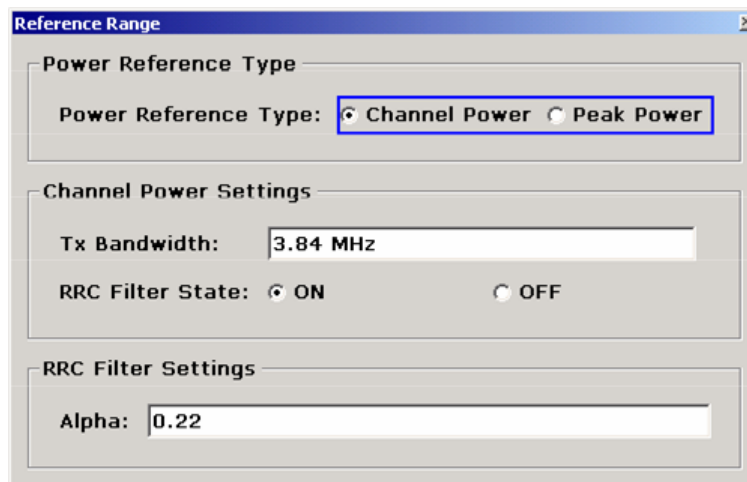 Reference Range
Power Reference Type
Power Reference Type: Channel Power Peak Power
Channel Power Settings
Tx Bandwidth: 3.84 MHz
RRC Filter State: ON OFF
RRC Filter Settings
Alpha: 0.22